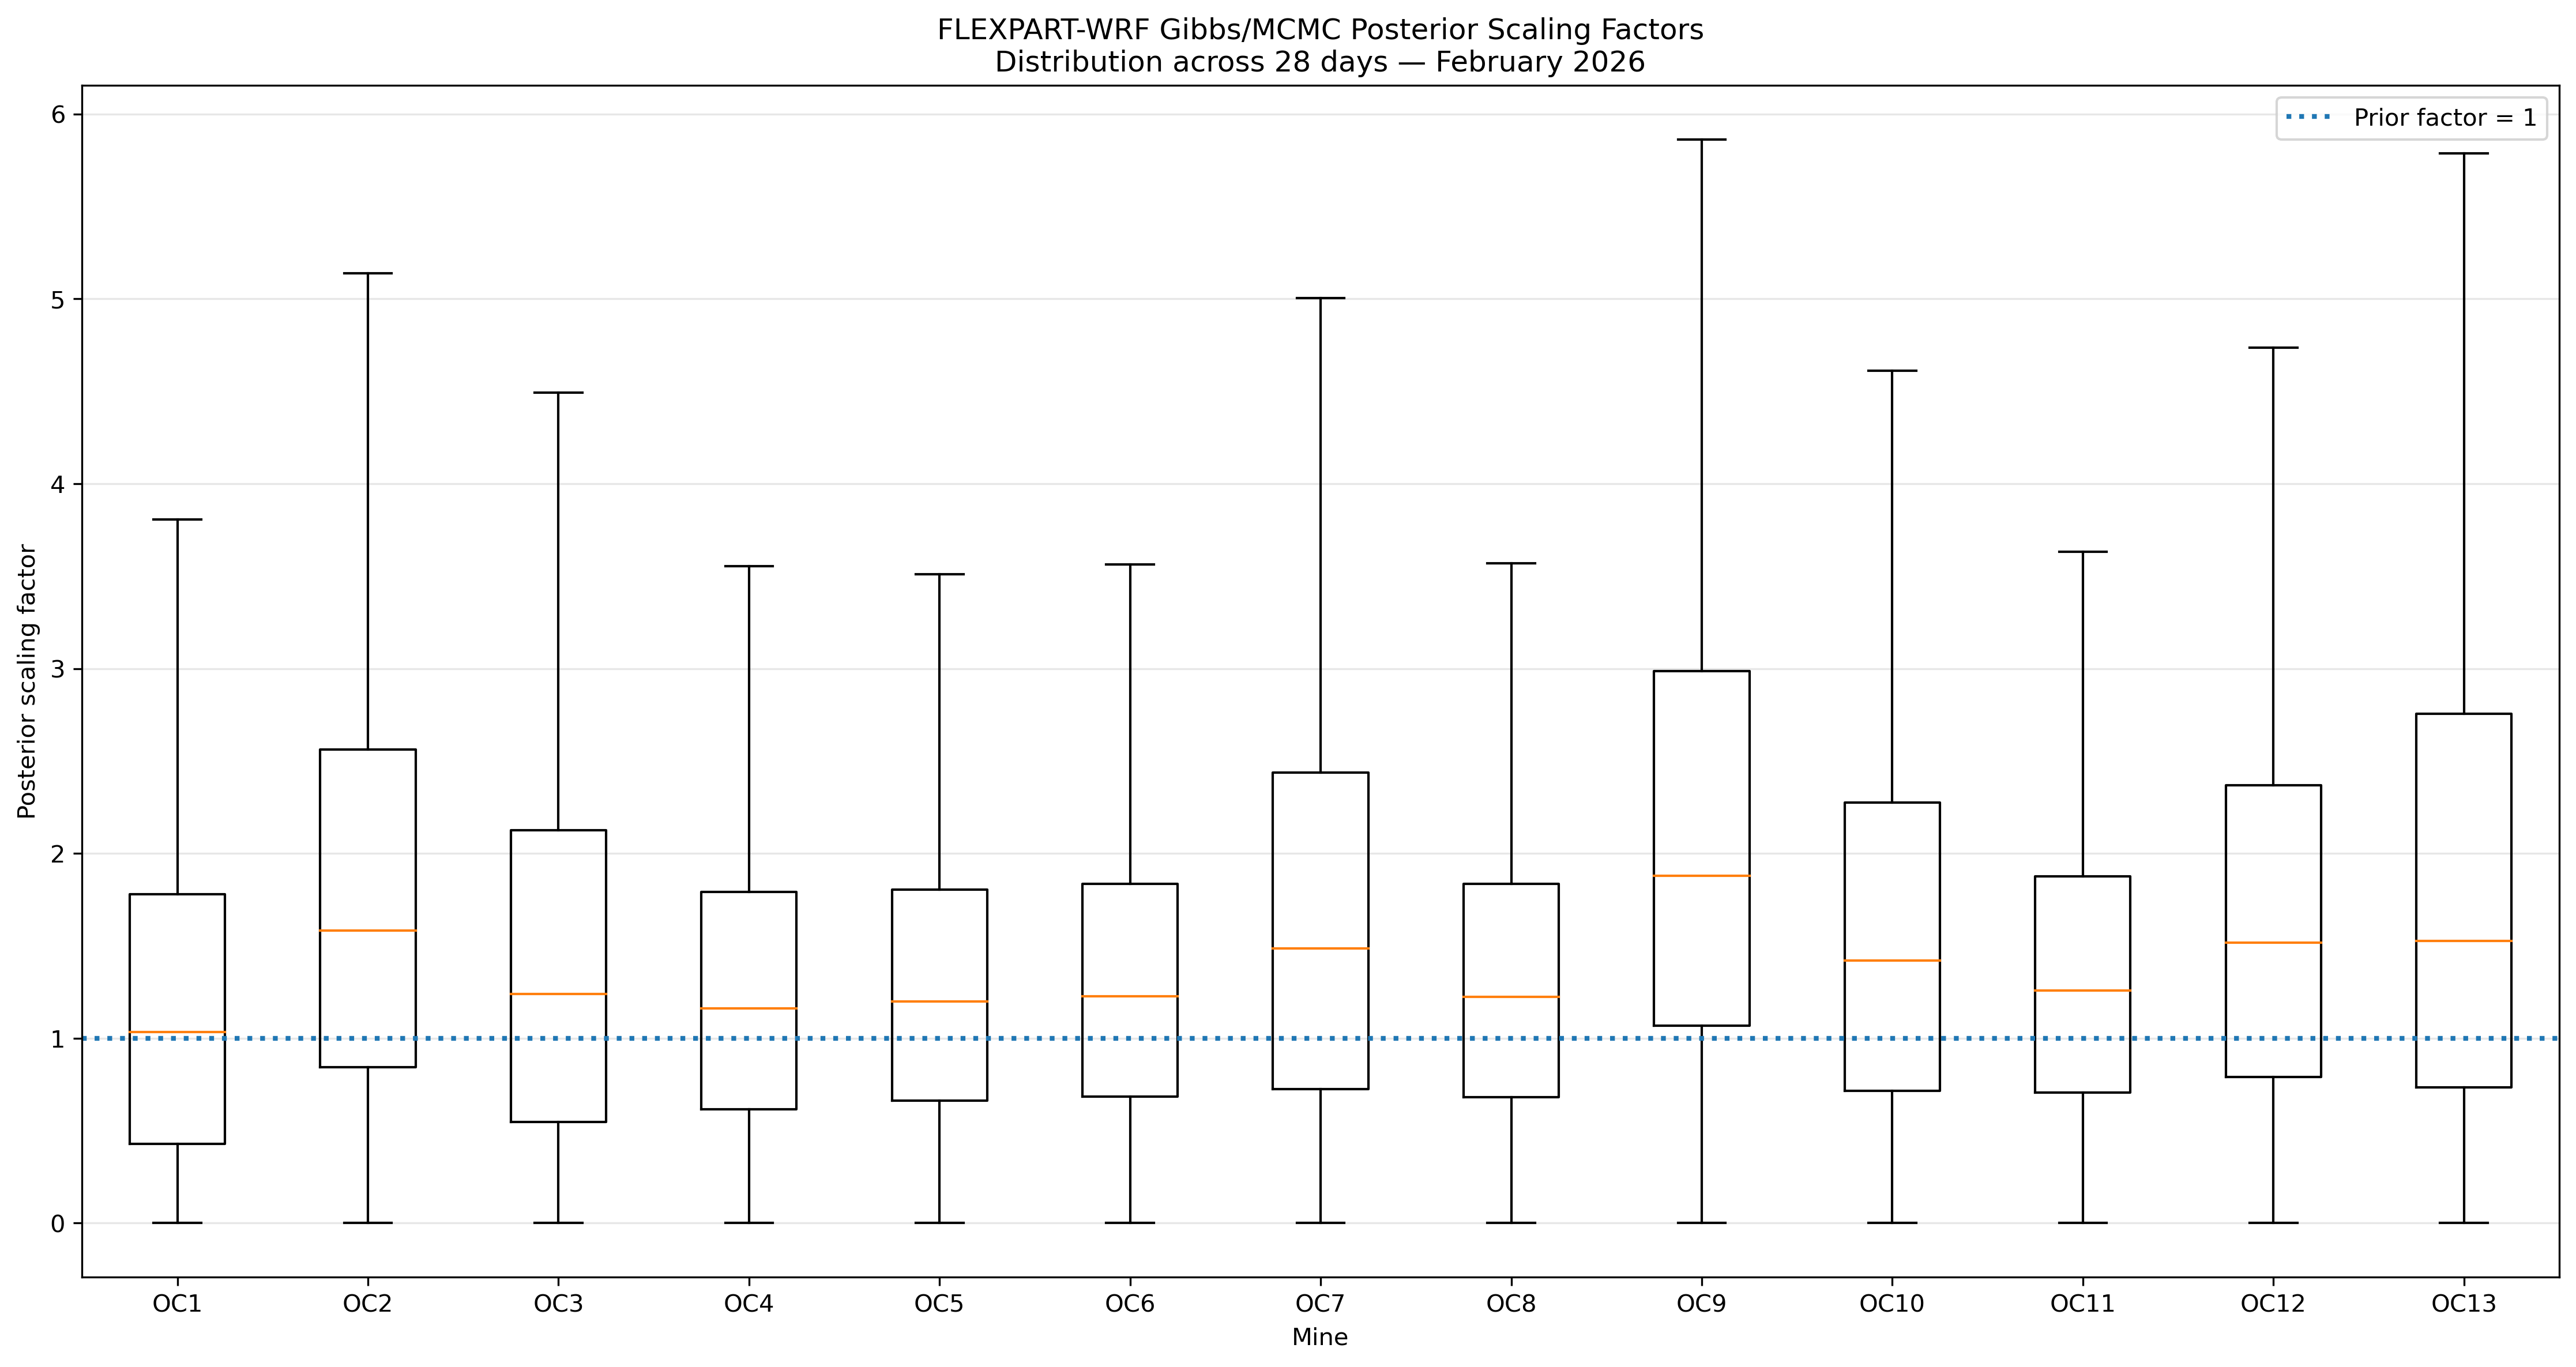 FLEXPART-WRF Gibbs/MCMC Posterior Scaling Factors
Distribution across 28 days — February 2026
Prior factor = 1
Posterior scaling factor
6
5
4
3
2
1
0
OC1 OC2 OC3 OC4 OC5 OC6 OC7 OC8 OC9 OC10 OC11 OC12 OC13
Mine